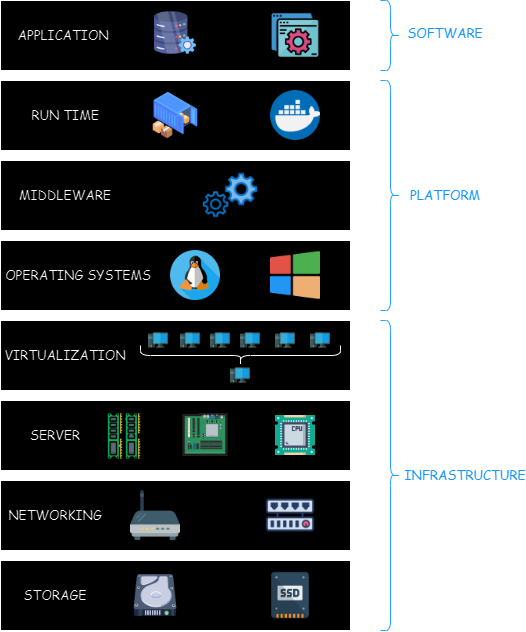 APPLICATION
SOFTWARE
RUN TIME
MIDDLEWARE
PLATFORM
OPERATING SYSTEMS
VIRTUALIZATION
SERVER
CPU
INFRASTRUCTURE
NETWORKING
STORAGE
SSD